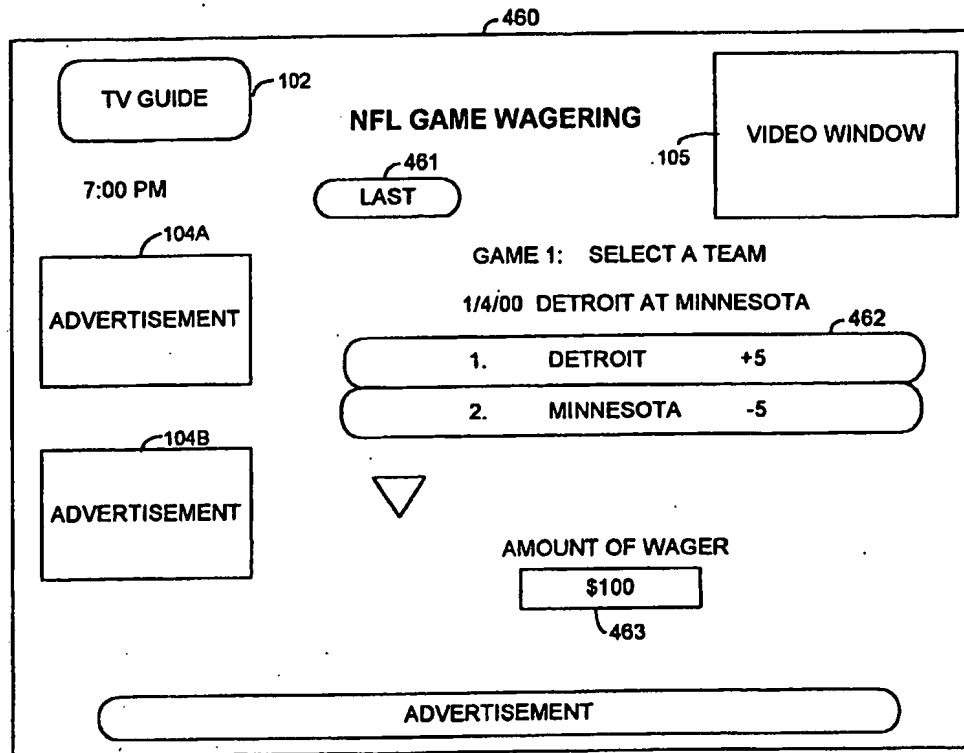 460
TV GUIDE
102
NFL GAME WAGERING
VIDEO WINDOW
105
461
LAST
7:00 PM
104A
ADVERTISEMENT
GAME 1: SELECT A TEAM
1/4/00 DETROIT AT MINNESOTA
462
1. DETROIT +5
2. MINNESOTA -5
104B
ADVERTISEMENT
AMOUNT OF WAGER
$100
463
ADVERTISEMENT